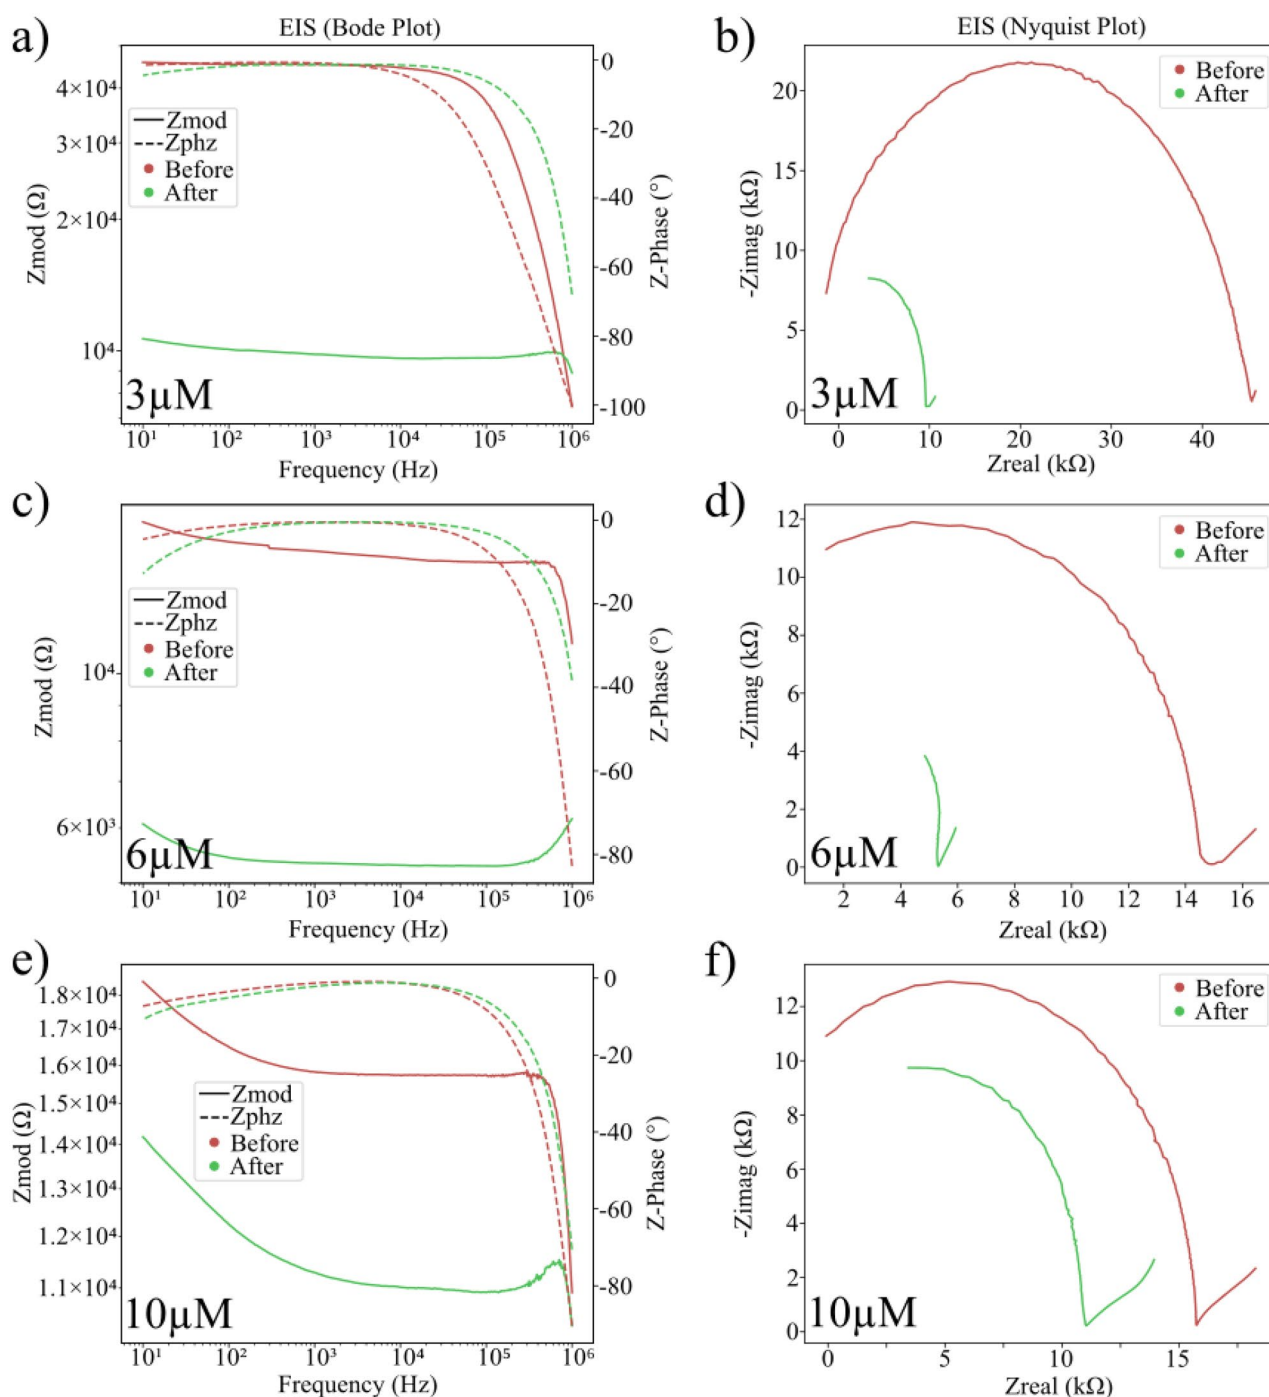 a)
EIS (Bode Plot)
4×10⁴
3×10⁴
2×10⁴
10⁴
Zmod (Ω)
Zmod
Zphz
Before
After
0
-20
-40
-60
-80
-100
Z-Phase (°)
3μM
10¹ 10² 10³ 10⁴ 10⁵ 10⁶
Frequency (Hz)
b)
EIS (Nyquist Plot)
Before
After
20
15
10
5
0
-Zimag (kΩ)
3μM
0 10 20 30 40
Zreal (kΩ)
c)
10⁴
6×10³
Zmod (Ω)
Zmod
Zphz
Before
After
0
-20
-40
-60
-80
Z-Phase (°)
6μM
10¹ 10² 10³ 10⁴ 10⁵ 10⁶
Frequency (Hz)
d)
Before
After
12
10
8
6
4
2
0
-Zimag (kΩ)
6μM
2 4 6 8 10 12 14 16
Zreal (kΩ)
e)
1.8×10⁴
1.7×10⁴
1.6×10⁴
1.5×10⁴
1.4×10⁴
1.3×10⁴
1.2×10⁴
1.1×10⁴
Zmod (Ω)
Zmod
Zphz
Before
After
0
-20
-40
-60
-80
Z-Phase (°)
10μM
10¹ 10² 10³ 10⁴ 10⁵ 10⁶
Frequency (Hz)
f)
Before
After
12
10
8
6
4
2
0
-Zimag (kΩ)
10μM
0 5 10 15
Zreal (kΩ)